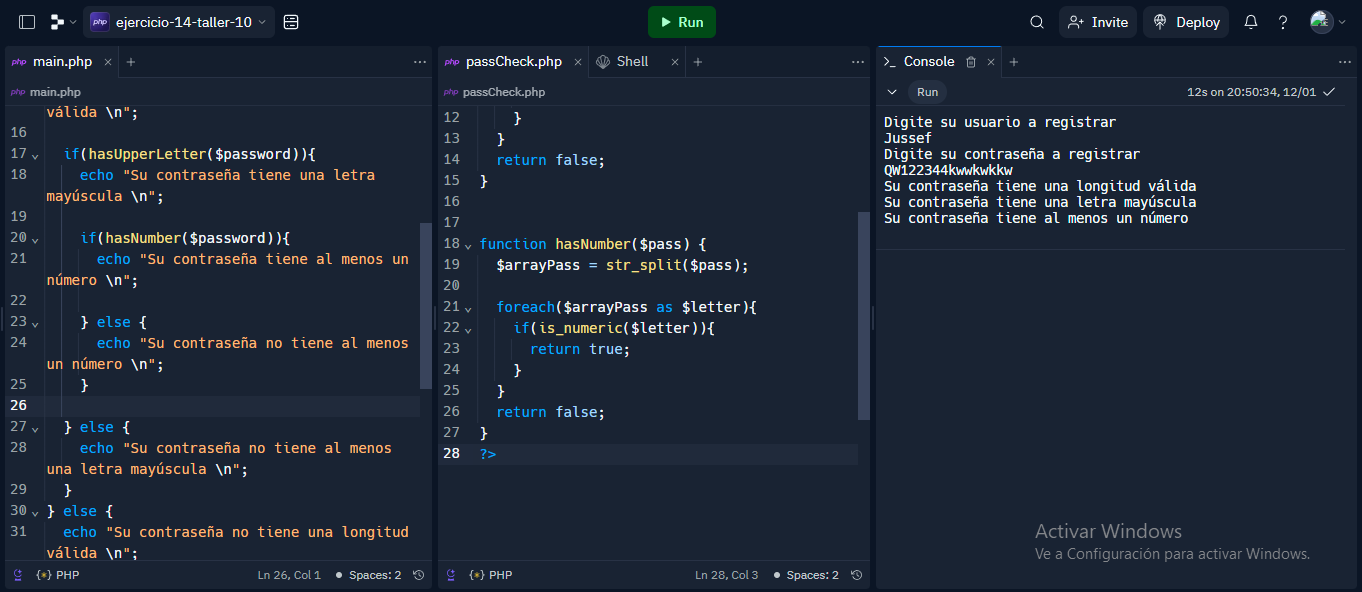 php ejercicio-14-taller-10
Run
Invite
Deploy
php main.php
php main.php
válida \n";
16
17 if(hasUpperLetter($password)){
18 echo "Su contraseña tiene una letra
mayúscula \n";
19
20 if(hasNumber($password)){
21 echo "Su contraseña tiene al menos un
número \n";
22
23 } else {
24 echo "Su contraseña no tiene al menos
un número \n";
25 }
26
27 } else {
28 echo "Su contraseña no tiene al menos
una letra mayúscula \n";
29 }
30 } else {
31 echo "Su contraseña no tiene una longitud
válida \n";
{*} PHP
Ln 26, Col 1
Spaces: 2
php passCheck.php
Shell
php passCheck.php
12 }
13 }
14 return false;
15 }
16
17
18 function hasNumber($pass) {
19 $arrayPass = str_split($pass);
20
21 foreach($arrayPass as $letter){
22 if(is_numeric($letter)){
23 return true;
24 }
25 }
26 return false;
27 }
28 ?>
{*} PHP
Ln 28, Col 3
Spaces: 2
Console
Run
12s on 20:50:34, 12/01
Digite su usuario a registrar
Jussef
Digite su contraseña a registrar
QW122344kwwkwkkw
Su contraseña tiene una longitud válida
Su contraseña tiene una letra mayúscula
Su contraseña tiene al menos un número
Activar Windows
Ve a Configuración para activar Windows.